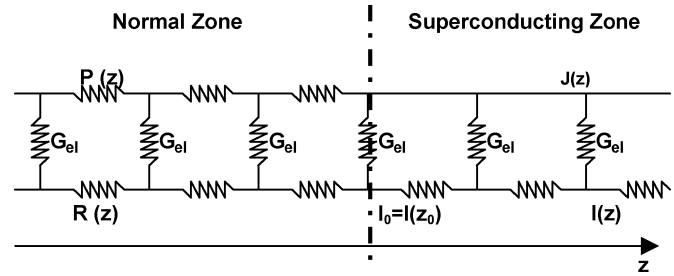 Normal Zone
Superconducting Zone
P (z)
J(z)
Gel
Gel
Gel
Gel
Gel
Gel
R (z)
I₀=I(z₀)
I(z)
z